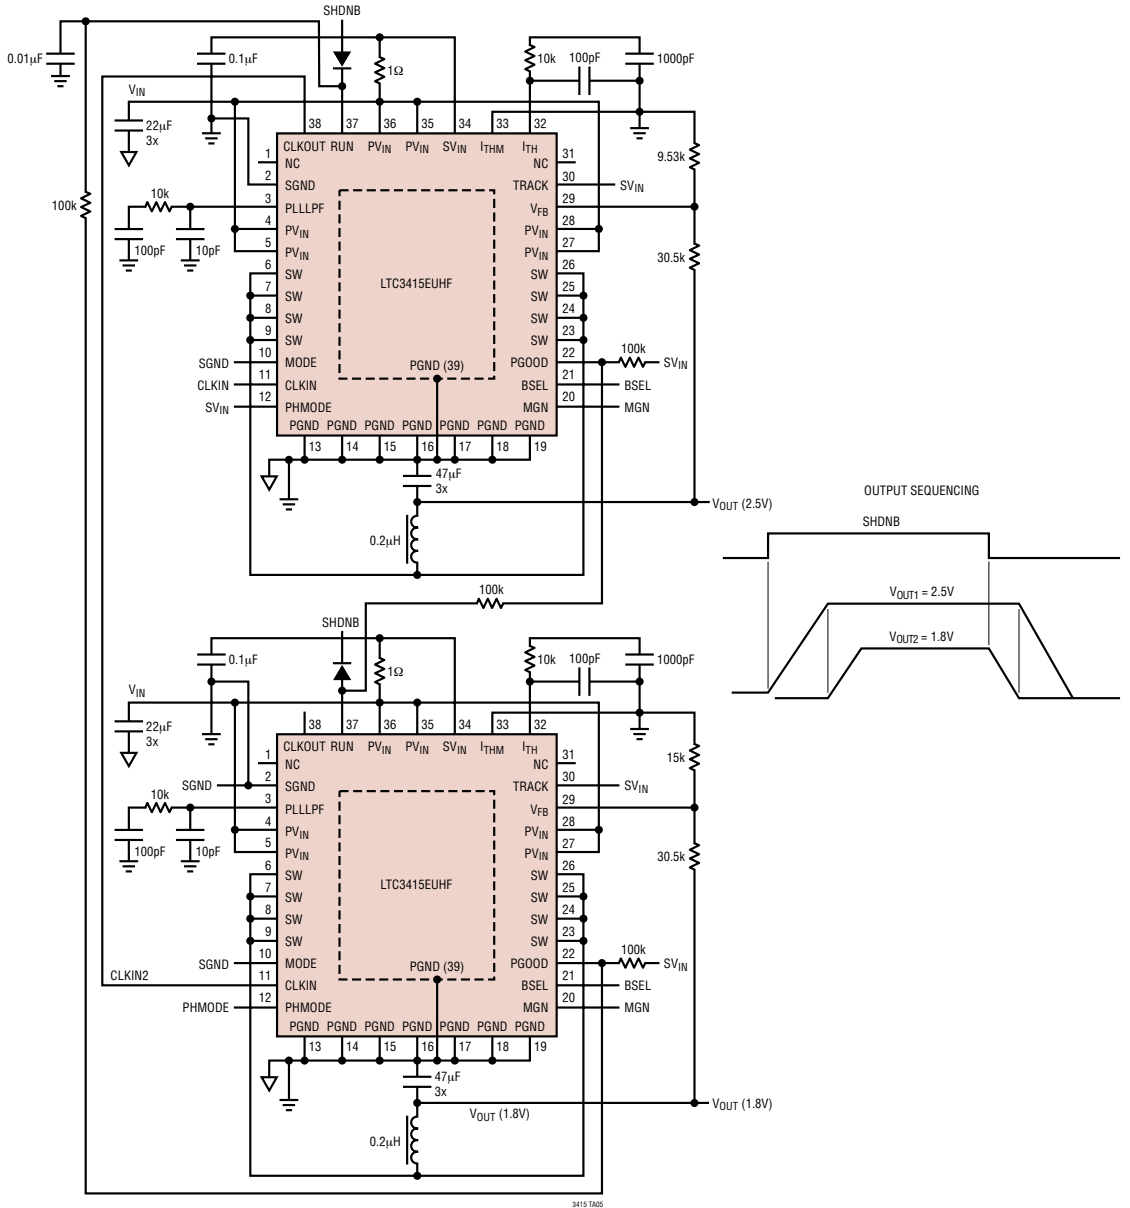 SHDNB
0.01µF
0.1µF
1Ω
10k
100pF
1000pF
VIN
22µF
3x
38 37 36 35 34 33 32
CLKOUT RUN PVIN PVIN SVIN ITHM ITH
1 NC
2 SGND
3 PLLLPF
4 PVIN
5 PVIN
6 SW
7 SW
8 SW
9 SW
SGND 10 MODE
CLKIN 11 CLKIN
SVIN 12 PHMODE
100k
10k
100pF
10pF
LTC3415EUHF
PGND (39)
NC 31
TRACK 30 SVIN
VFB 29
PVIN 28
PVIN 27
SW 26
SW 25
SW 24
SW 23
PGOOD 22 100k SVIN
BSEL 21 BSEL
MGN 20 MGN
9.53k
30.5k
PGND PGND PGND PGND PGND PGND PGND
13 14 15 16 17 18 19
47µF
3x
VOUT (2.5V)
0.2µH
100k
OUTPUT SEQUENCING
SHDNB
VOUT1 = 2.5V
VOUT2 = 1.8V
SHDNB
0.1µF
1Ω
10k
100pF
1000pF
VIN
22µF
3x
38 37 36 35 34 33 32
CLKOUT RUN PVIN PVIN SVIN ITHM ITH
1 NC
SGND 2 SGND
3 PLLLPF
4 PVIN
5 PVIN
6 SW
7 SW
8 SW
9 SW
SGND 10 MODE
CLKIN2 11 CLKIN
PHMODE 12 PHMODE
10k
100pF
10pF
LTC3415EUHF
PGND (39)
NC 31
TRACK 30 SVIN
VFB 29
PVIN 28
PVIN 27
SW 26
SW 25
SW 24
SW 23
PGOOD 22 100k SVIN
BSEL 21 BSEL
MGN 20 MGN
15k
30.5k
PGND PGND PGND PGND PGND PGND PGND
13 14 15 16 17 18 19
47µF
3x
VOUT (1.8V)
VOUT (1.8V)
0.2µH
3415 TA05